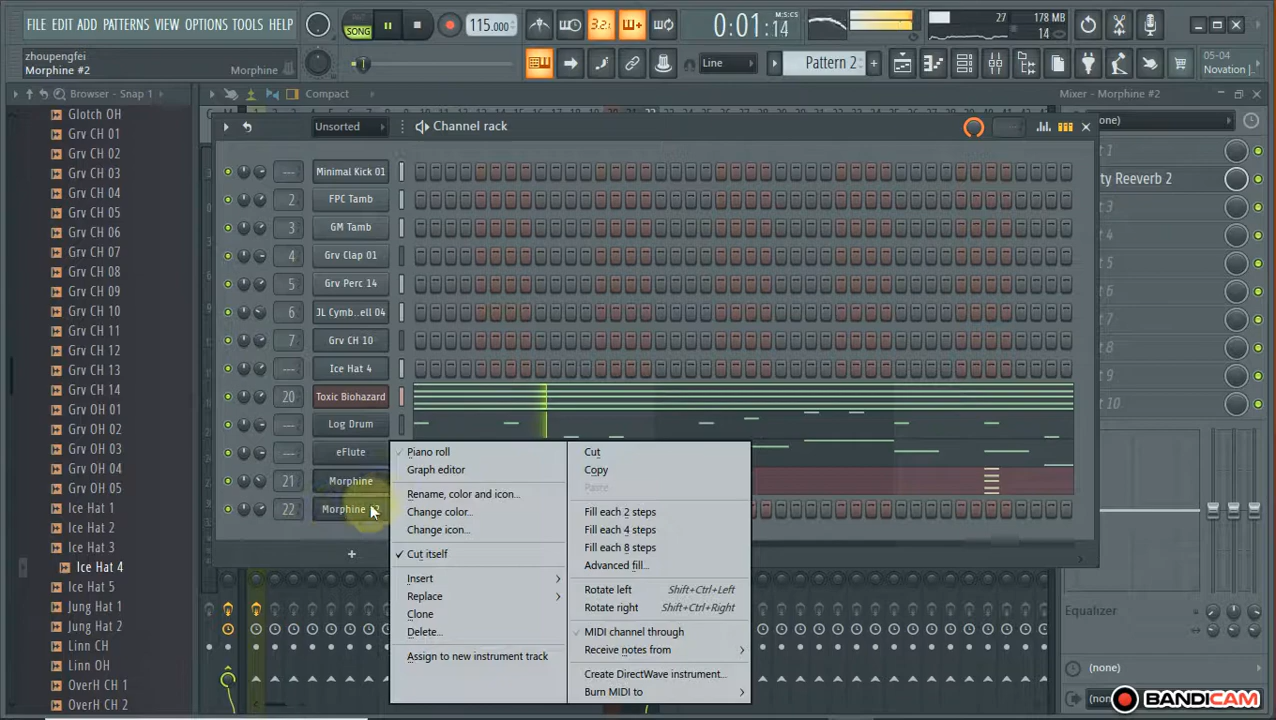 FILE EDIT ADD PATTERNS VIEW OPTIONS TOOLS HELP
SONG
115.000
3.2.
0:01:14
M:S:CS
27
178 MB
14
zhoupengfei
Morphine #2
Morphine
Line
Pattern 2
05-04
Novation
Browser - Snap 1
Compact
Mixer - Morphine #2
Glotch OH
Grv CH 01
Grv CH 02
Grv CH 03
Grv CH 04
Grv CH 05
Grv CH 06
Grv CH 07
Grv CH 08
Grv CH 09
Grv CH 10
Grv CH 11
Grv CH 12
Grv CH 13
Grv CH 14
Grv OH 01
Grv OH 02
Grv OH 03
Grv OH 04
Grv OH 05
Ice Hat 1
Ice Hat 2
Ice Hat 3
Ice Hat 4
Ice Hat 5
Jung Hat 1
Jung Hat 2
Linn CH
Linn OH
OverH CH 1
OverH CH 2
Unsorted
Channel rack
--- Minimal Kick 01
2 FPC Tamb
3 GM Tamb
4 Grv Clap 01
5 Grv Perc 14
6 JL Cymb..ell 04
7 Grv CH 10
--- Ice Hat 4
20 Toxic Biohazard
Log Drum
eFlute
21 Morphine
22 Morphine
Piano roll
Graph editor
Rename, color and icon...
Change color...
Change icon...
Cut itself
Insert
Replace
Clone
Delete...
Assign to new instrument track
Cut
Copy
Paste
Fill each 2 steps
Fill each 4 steps
Fill each 8 steps
Advanced fill...
Rotate left Shift+Ctrl+Left
Rotate right Shift+Ctrl+Right
MIDI channel through
Receive notes from
Create DirectWave instrument...
Burn MIDI to
(none)
ty Reeverb 2
Equalizer
(none)
BANDICAM